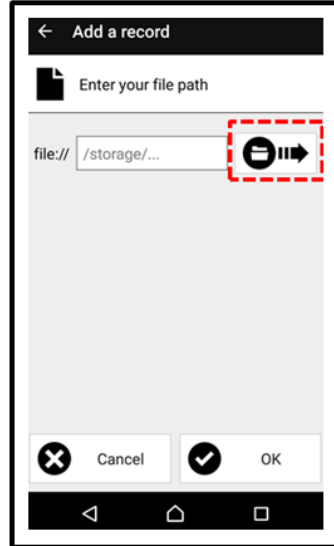 Add a record
Enter your file path
file:// /storage/...
Cancel OK